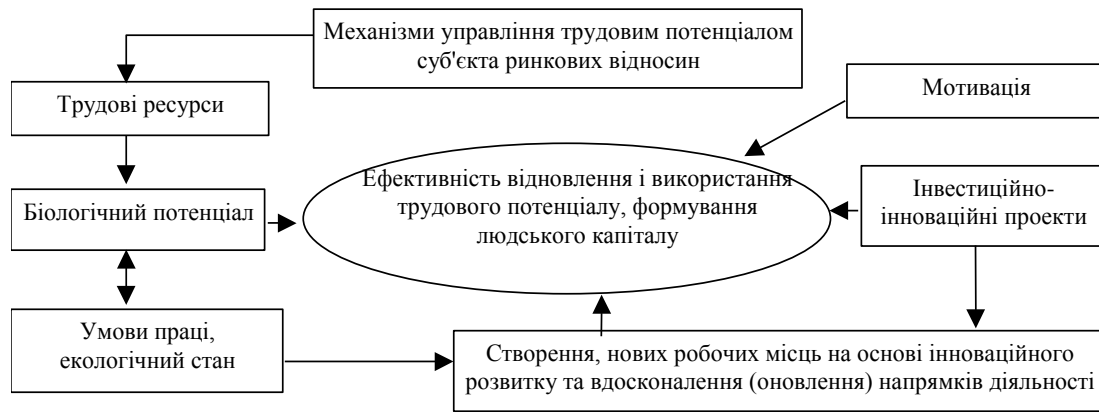 Механізми управління трудовим потенціалом
суб'єкта ринкових відносин
Трудові ресурси
Мотивація
Ефективність відновлення і використання
трудового потенціалу, формування
людського капіталу
Біологічний потенціал
Інвестиційно-
інноваційні проекти
Умови праці,
екологічний стан
Створення, нових робочих місць на основі інноваційного
розвитку та вдосконалення (оновлення) напрямків діяльності